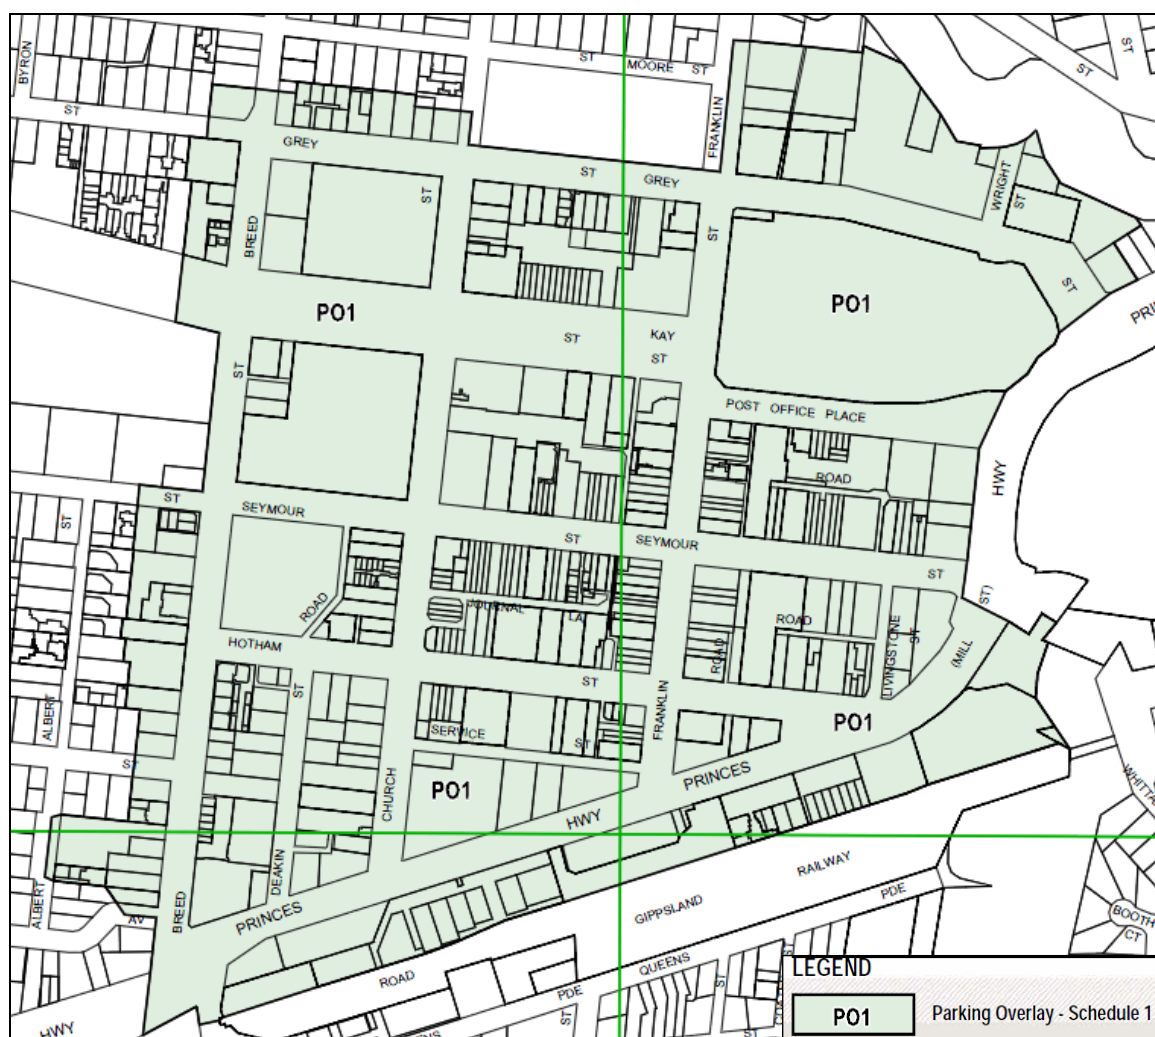 BYRON
ST
MOORE
ST
ST
ST
ST
GREY
FRANKLIN
ST
GREY
WRIGHT
ST
ST
BREED
ST
ST
PO1
PO1
ST
KAY
ST
ST
POST OFFICE PLACE
ROAD
HWY
ST
SEYMOUR
ST
ST
SEYMOUR
ST
JOURNAL
LA
ROAD
ROAD
ROAD
LIVINGSTONE
ST
(MILL
ST)
HOTHAM
ST
ST
FRANKLIN
ALBERT
ST
SERVICE
ST
PO1
PO1
PRINCES
CHURCH
HWY
ALBERT
AV
BREED
DEAKIN
PRINCES
RAILWAY
GIPPSLAND
PDE
ROAD
QUEENS
PDE
ST
ST
ST
ST
BOOTH
CT
HWY
LEGEND
PO1 Parking Overlay - Schedule 1